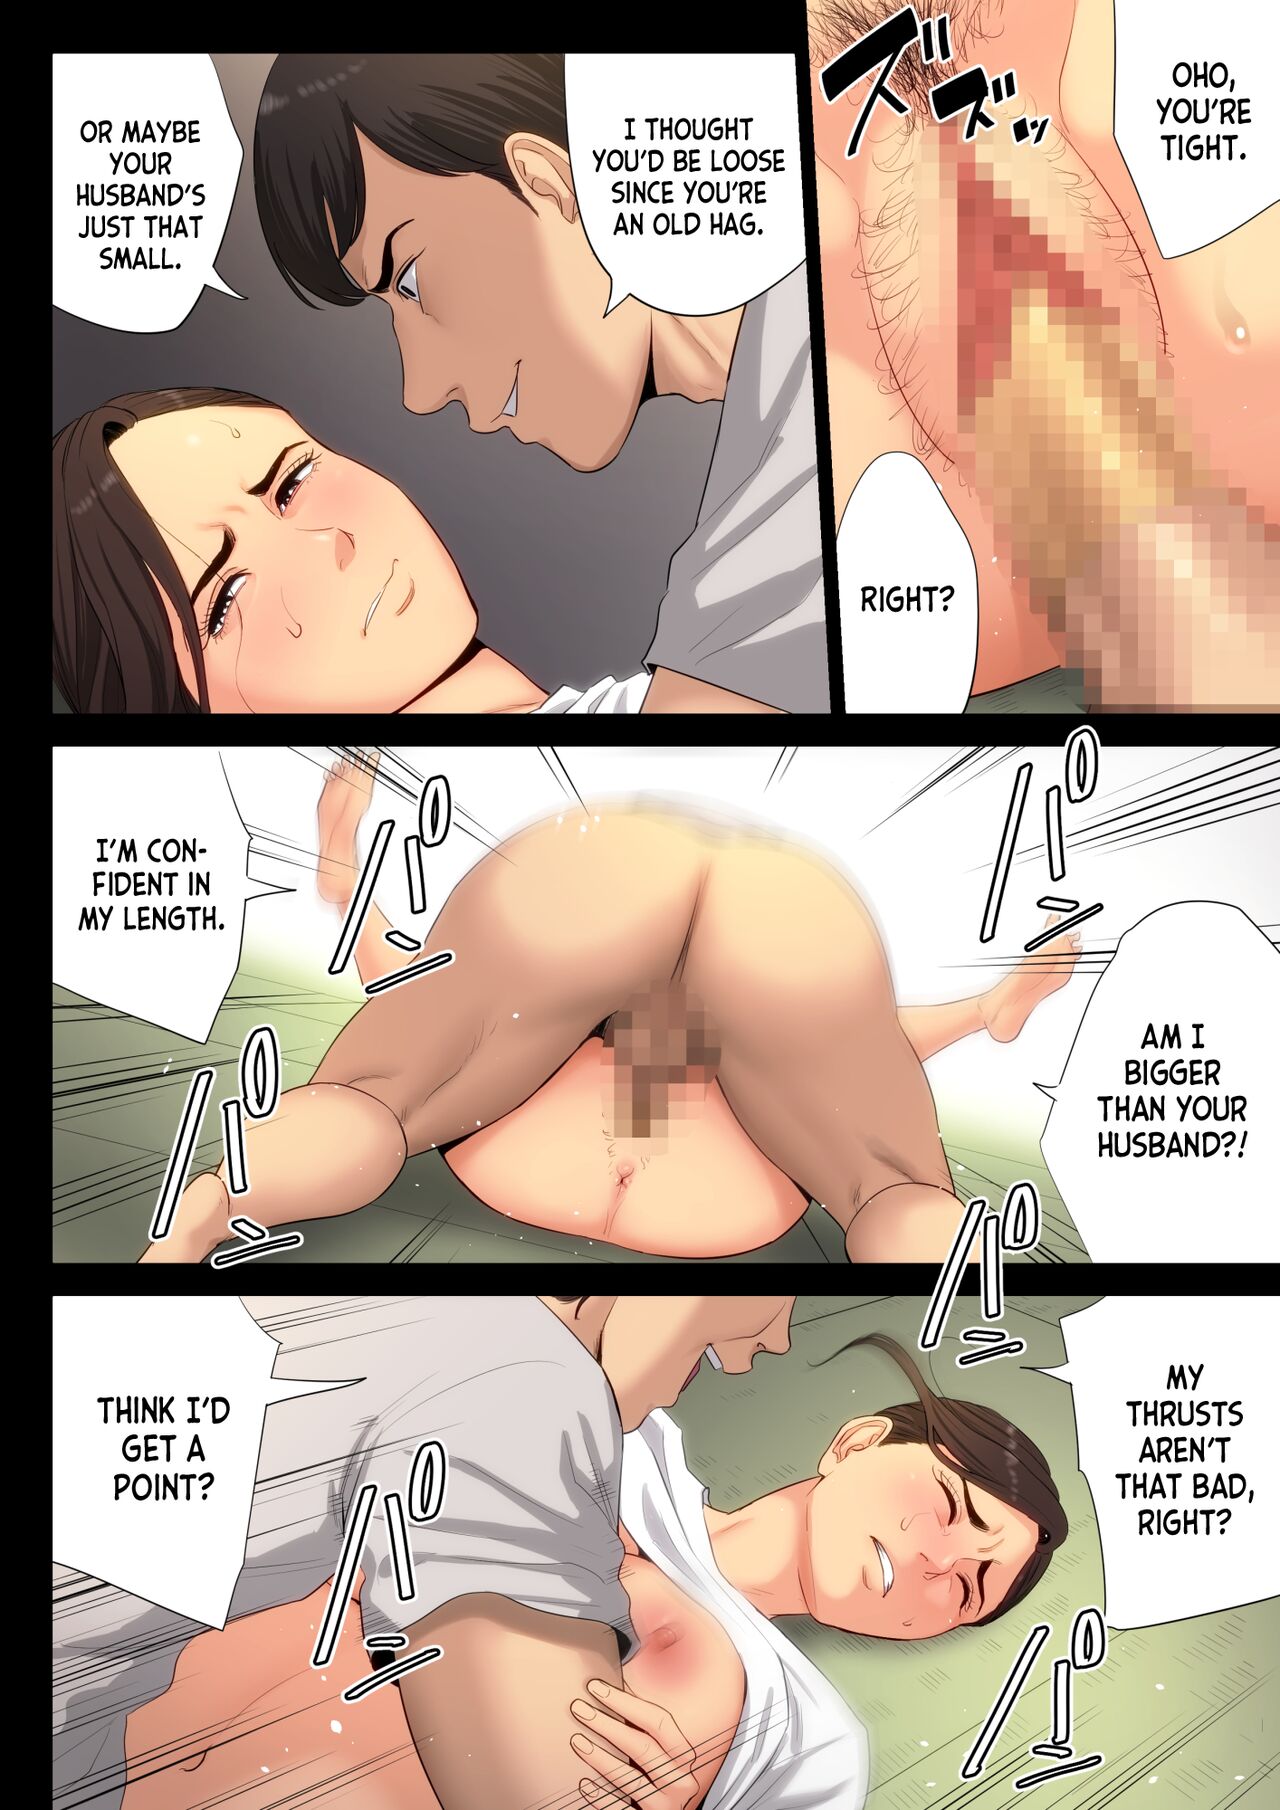 OHO,
YOU'RE
TIGHT.
ズズッ
RIGHT?
I THOUGHT
YOU'D BE LOOSE
SINCE YOU'RE
AN OLD HAG.
OR MAYBE
YOUR
HUSBAND'S
JUST THAT
SMALL.
パン
パン
AM I
BIGGER
THAN YOUR
HUSBAND?!
I'M CON-
FIDENT IN
MY LENGTH.
パン
パン
MY
THRUSTS
AREN'T
THAT BAD,
RIGHT?
パン
パン
THINK I'D
GET A
POINT?